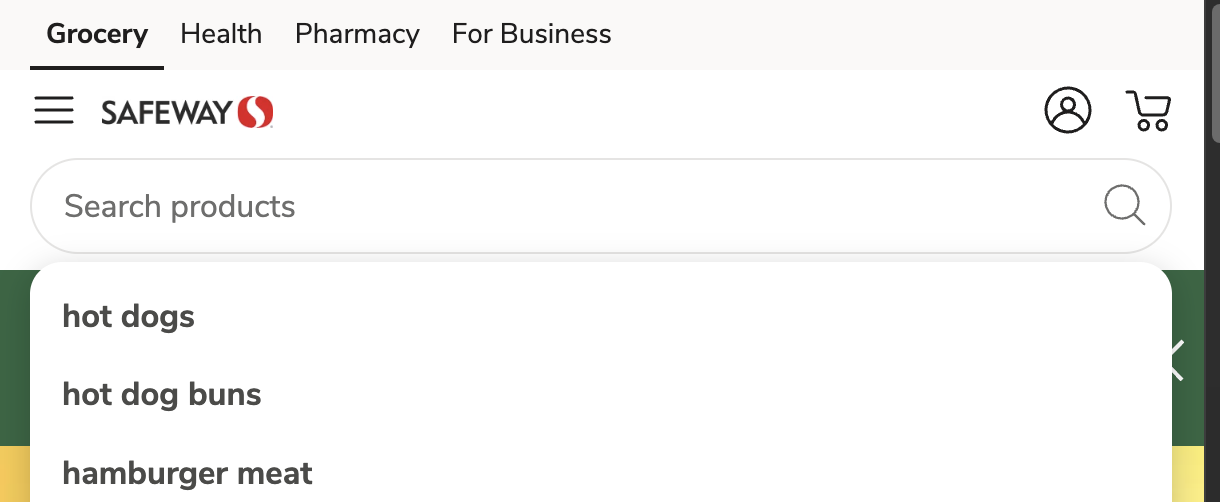 Grocery Health Pharmacy For Business
SAFEWAY
Search products
hot dogs
hot dog buns
hamburger meat